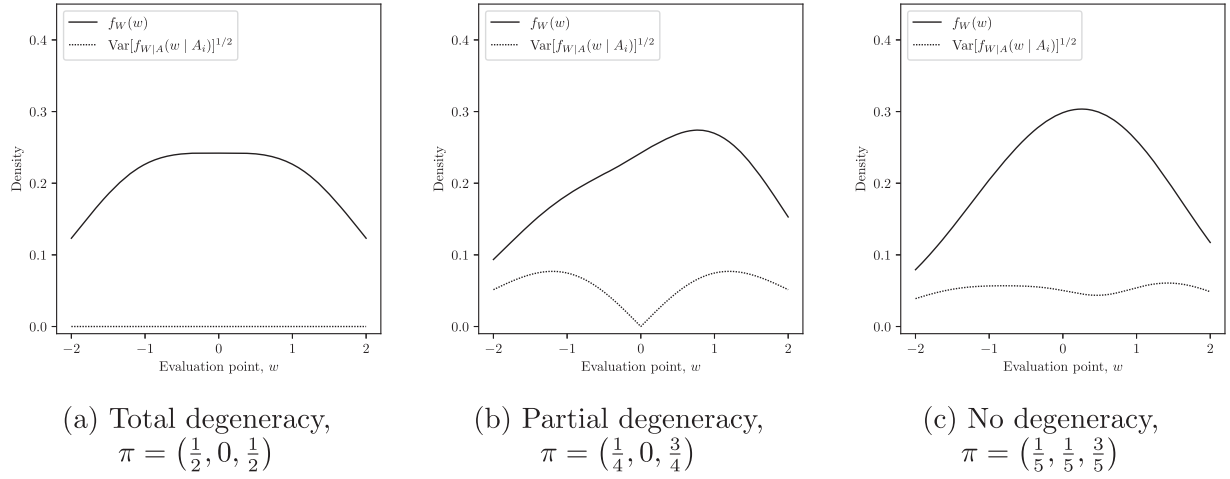 f_W(w)
Var[f_{W|A}(w | A_i)]^{1/2}
0.4
0.3
0.2
0.1
0.0
Density
−2 −1 0 1 2
Evaluation point, w
(a) Total degeneracy,
π = (1/2, 0, 1/2)
f_W(w)
Var[f_{W|A}(w | A_i)]^{1/2}
0.4
0.3
0.2
0.1
0.0
Density
−2 −1 0 1 2
Evaluation point, w
(b) Partial degeneracy,
π = (1/4, 0, 3/4)
f_W(w)
Var[f_{W|A}(w | A_i)]^{1/2}
0.4
0.3
0.2
0.1
0.0
Density
−2 −1 0 1 2
Evaluation point, w
(c) No degeneracy,
π = (1/5, 1/5, 3/5)